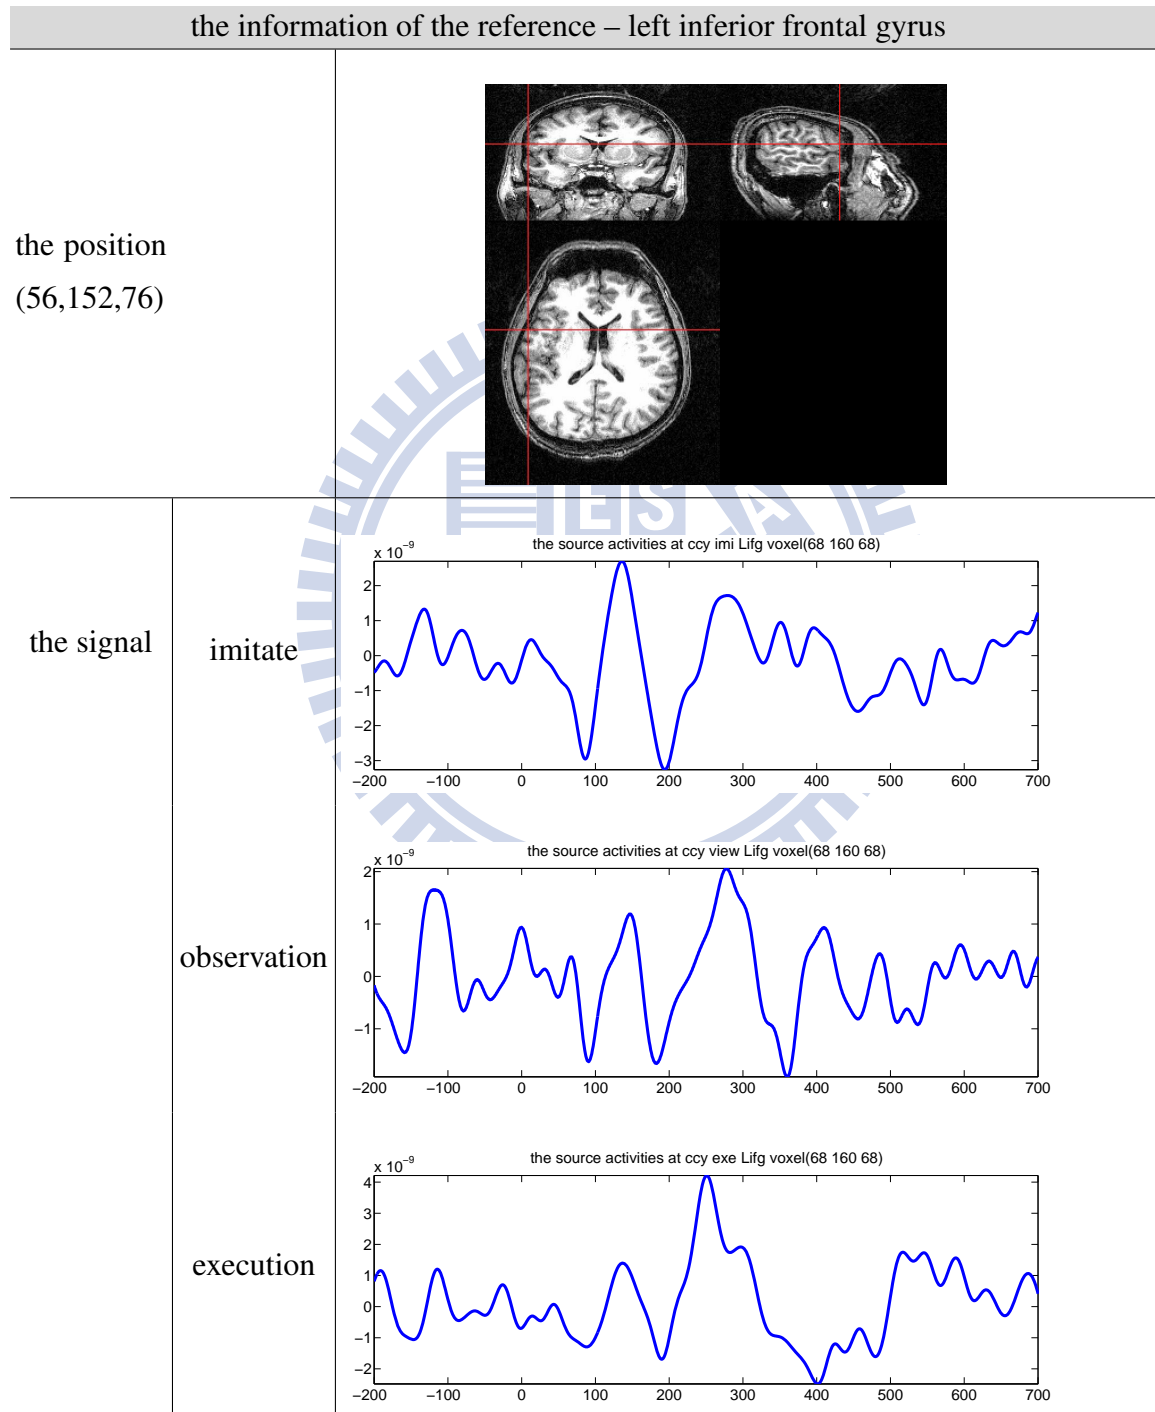 the information of the reference – left inferior frontal gyrus
the position
(56,152,76)
ESA
the signal
imitate
the source activities at ccy imi Lifg voxel(68 160 68)
x 10⁻⁹
2
1
0
−1
−2
−3
−200 −100 0 100 200 300 400 500 600 700
observation
the source activities at ccy view Lifg voxel(68 160 68)
x 10⁻⁹
2
1
0
−1
−200 −100 0 100 200 300 400 500 600 700
execution
the source activities at ccy exe Lifg voxel(68 160 68)
x 10⁻⁹
4
3
2
1
0
−1
−2
−200 −100 0 100 200 300 400 500 600 700